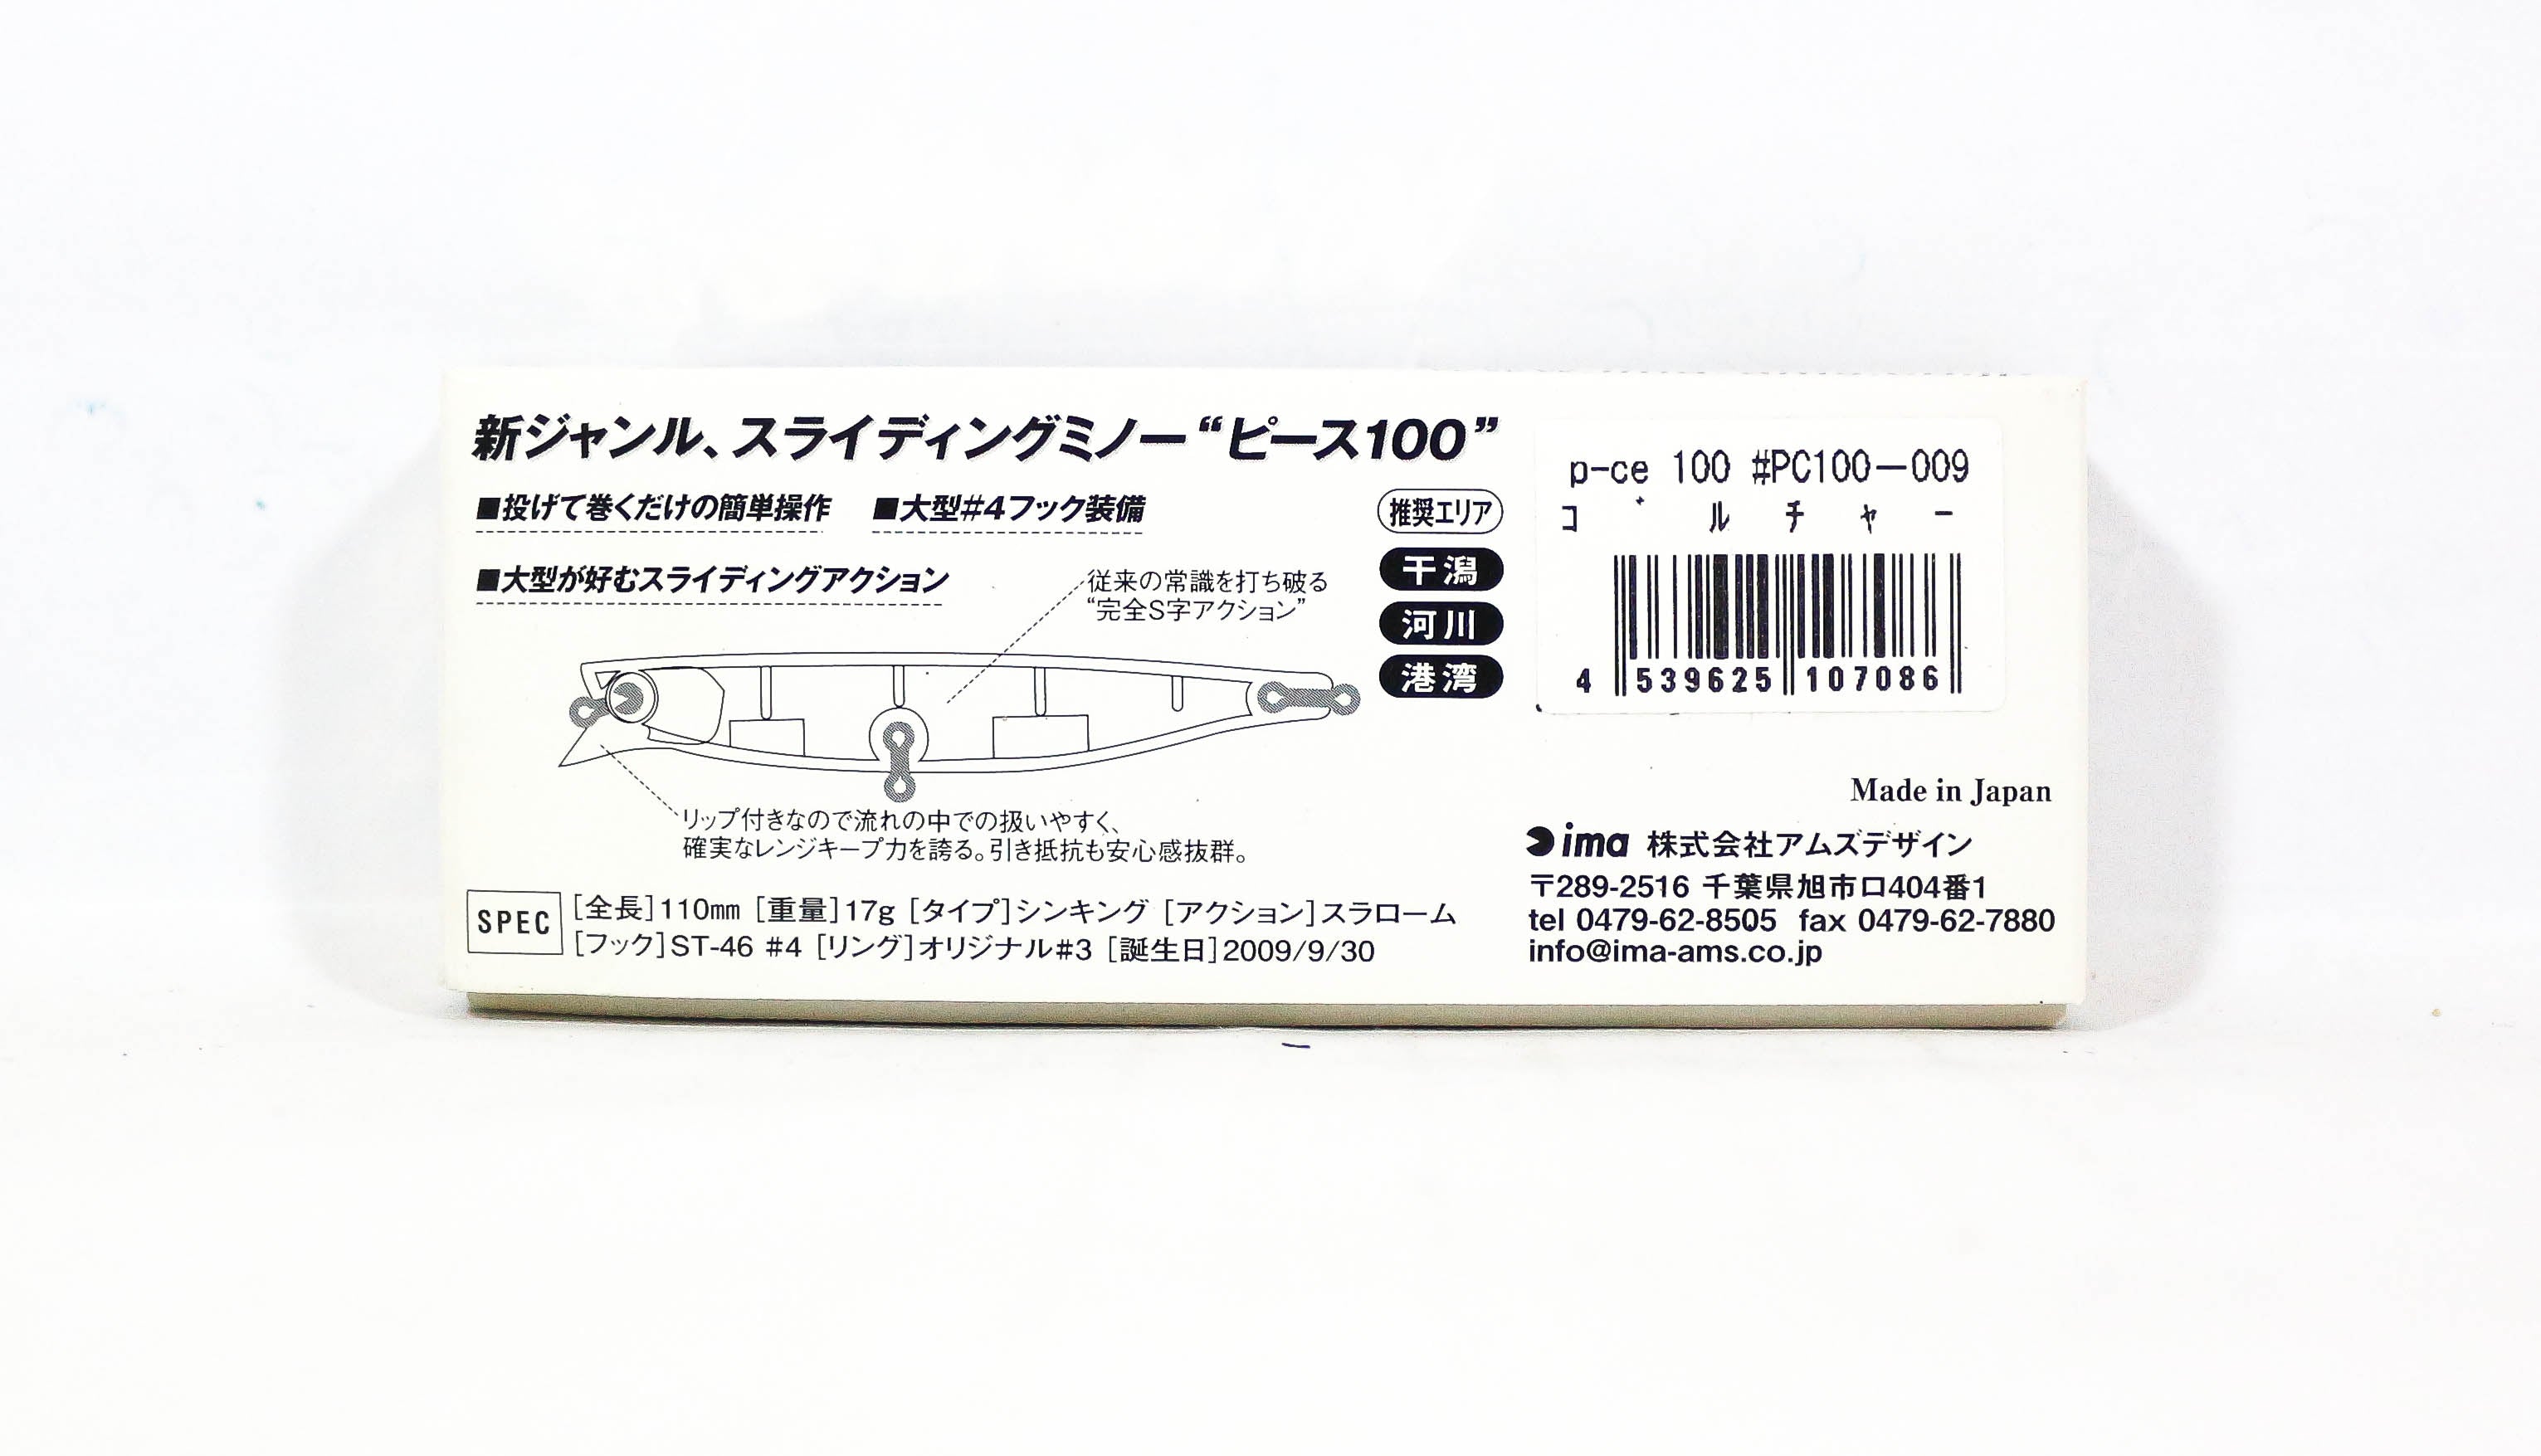 新ジャンル、スライディングミノー“ピース100”
■投げて巻くだけの簡単操作 ■大型#4フック装備
■大型が好むスライディングアクション
従来の常識を打ち破る
“完全S字アクション”
リップ付きなので流れの中での扱いやすく、
確実なレンジキープ力を誇る。引き抵抗も安心感抜群。
推奨エリア
干潟
河川
港湾
SPEC
[全長]110mm [重量]17g [タイプ]シンキング [アクション]スラローム
[フック]ST-46 #4 [リング]オリジナル#3 [誕生日]2009/9/30
p-ce 100 #PC100-009
コ゛ルチャー
4 539625 107086
Made in Japan
ima 株式会社アムズデザイン
〒289-2516 千葉県旭市ロ404番1
tel 0479-62-8505 fax 0479-62-7880
info@ima-ams.co.jp